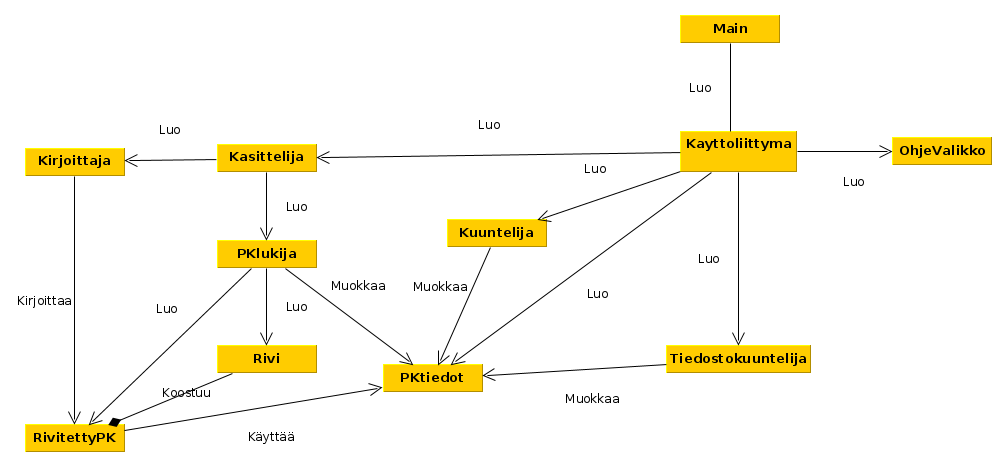 Main
Luo
Luo
Luo
Kirjoittaja
Kasittelija
Kayttoliittyma
OhjeValikko
Luo
Luo
Luo
Kuuntelija
PKlukija
Luo
Muokkaa
Muokkaa
Luo
Kirjoittaa
Luo
Luo
Rivi
Tiedostokuuntelija
PKtiedot
Koostuu
Muokkaa
RivitettyPK
Käyttää